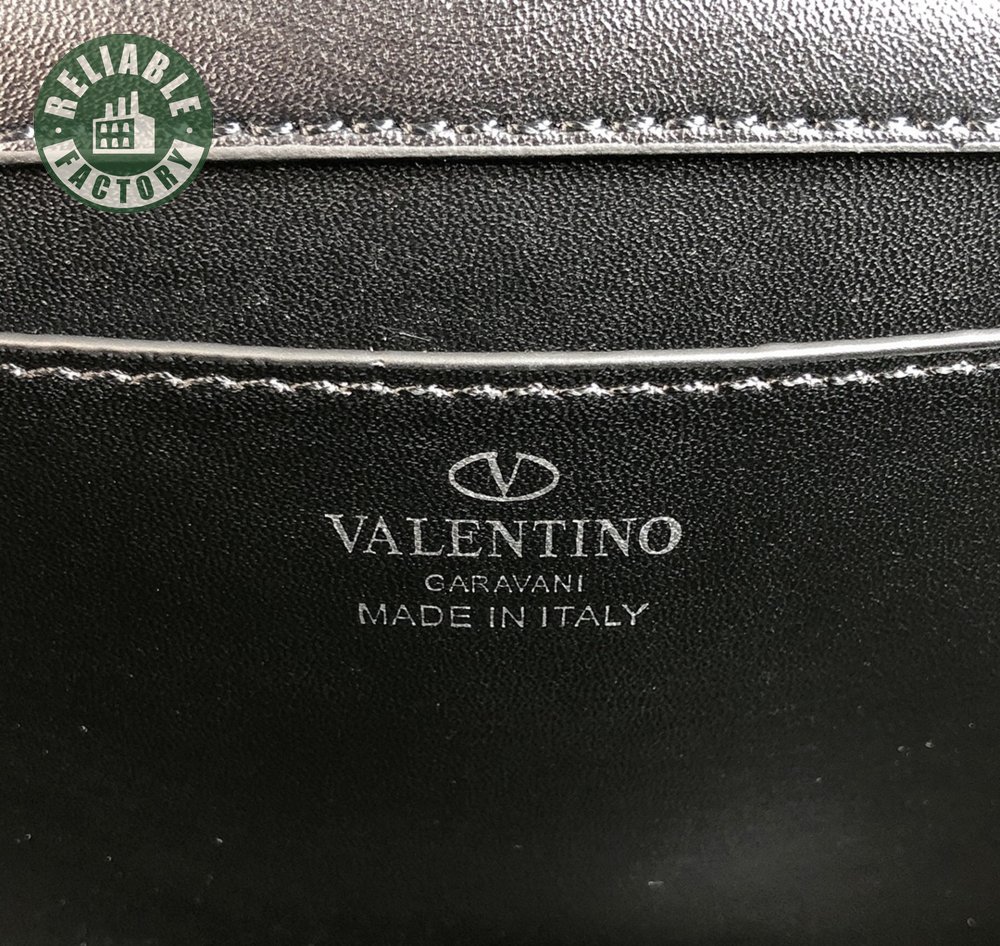 RELIABLE
FACTORY
V
VALENTINO
GARAVANI
MADE IN ITALY